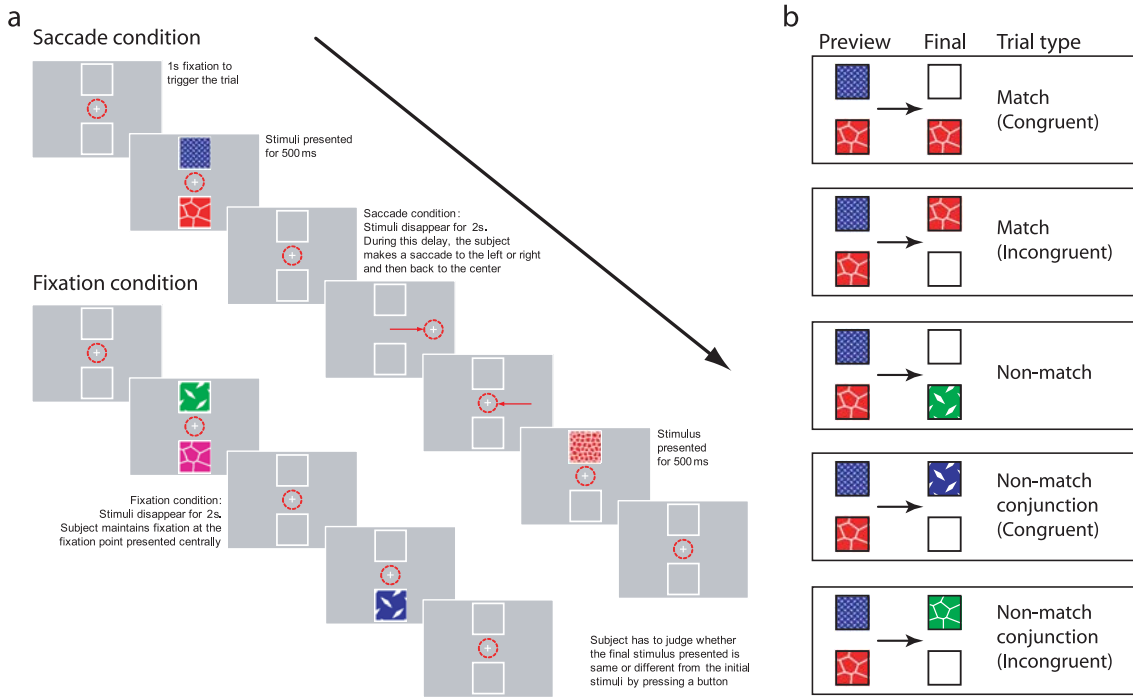 a
Saccade condition
1s fixation to
trigger the trial
Stimuli presented
for 500 ms
Saccade condition:
Stimuli disappear for 2s.
During this delay, the subject
makes a saccade to the left or right
and then back to the center
Stimulus
presented
for 500 ms
Fixation condition
Fixation condition:
Stimuli disappear for 2s.
Subject maintains fixation at the
fixation point presented centrally
Subject has to judge whether
the final stimulus presented is
same or different from the initial
stimuli by pressing a button
b
Preview Final Trial type
Match
(Congruent)
Match
(Incongruent)
Non-match
Non-match
conjunction
(Congruent)
Non-match
conjunction
(Incongruent)